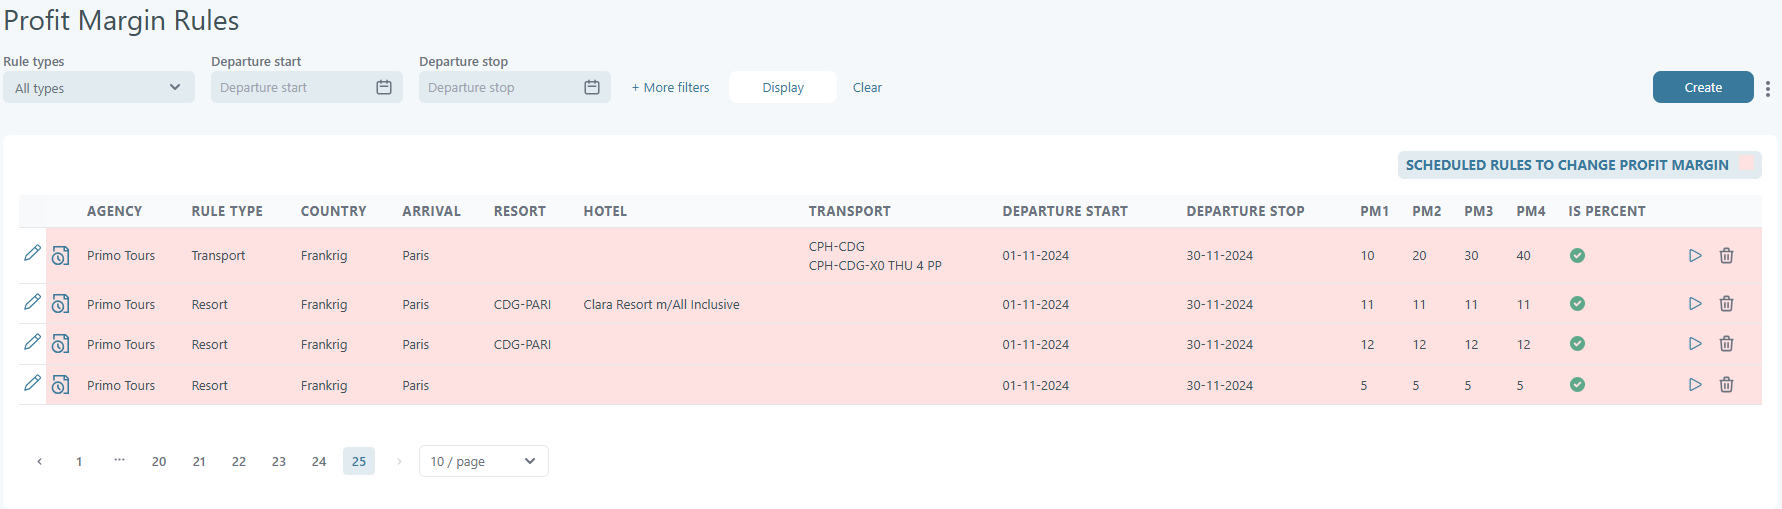 Profit Margin Rules
Rule types Departure start Departure stop
All types Departure start Departure stop + More filters Display Clear Create
SCHEDULED RULES TO CHANGE PROFIT MARGIN
AGENCY RULE TYPE COUNTRY ARRIVAL RESORT HOTEL TRANSPORT DEPARTURE START DEPARTURE STOP PM1 PM2 PM3 PM4 IS PERCENT
Primo Tours Transport Frankrig Paris CPH-CDG 01-11-2024 30-11-2024 10 20 30 40
CPH-CDG-X0 THU 4 PP
Primo Tours Resort Frankrig Paris CDG-PARI Clara Resort m/All Inclusive 01-11-2024 30-11-2024 11 11 11 11
Primo Tours Resort Frankrig Paris CDG-PARI 01-11-2024 30-11-2024 12 12 12 12
Primo Tours Resort Frankrig Paris 01-11-2024 30-11-2024 5 5 5 5
‹ 1 ··· 20 21 22 23 24 25 › 10 / page